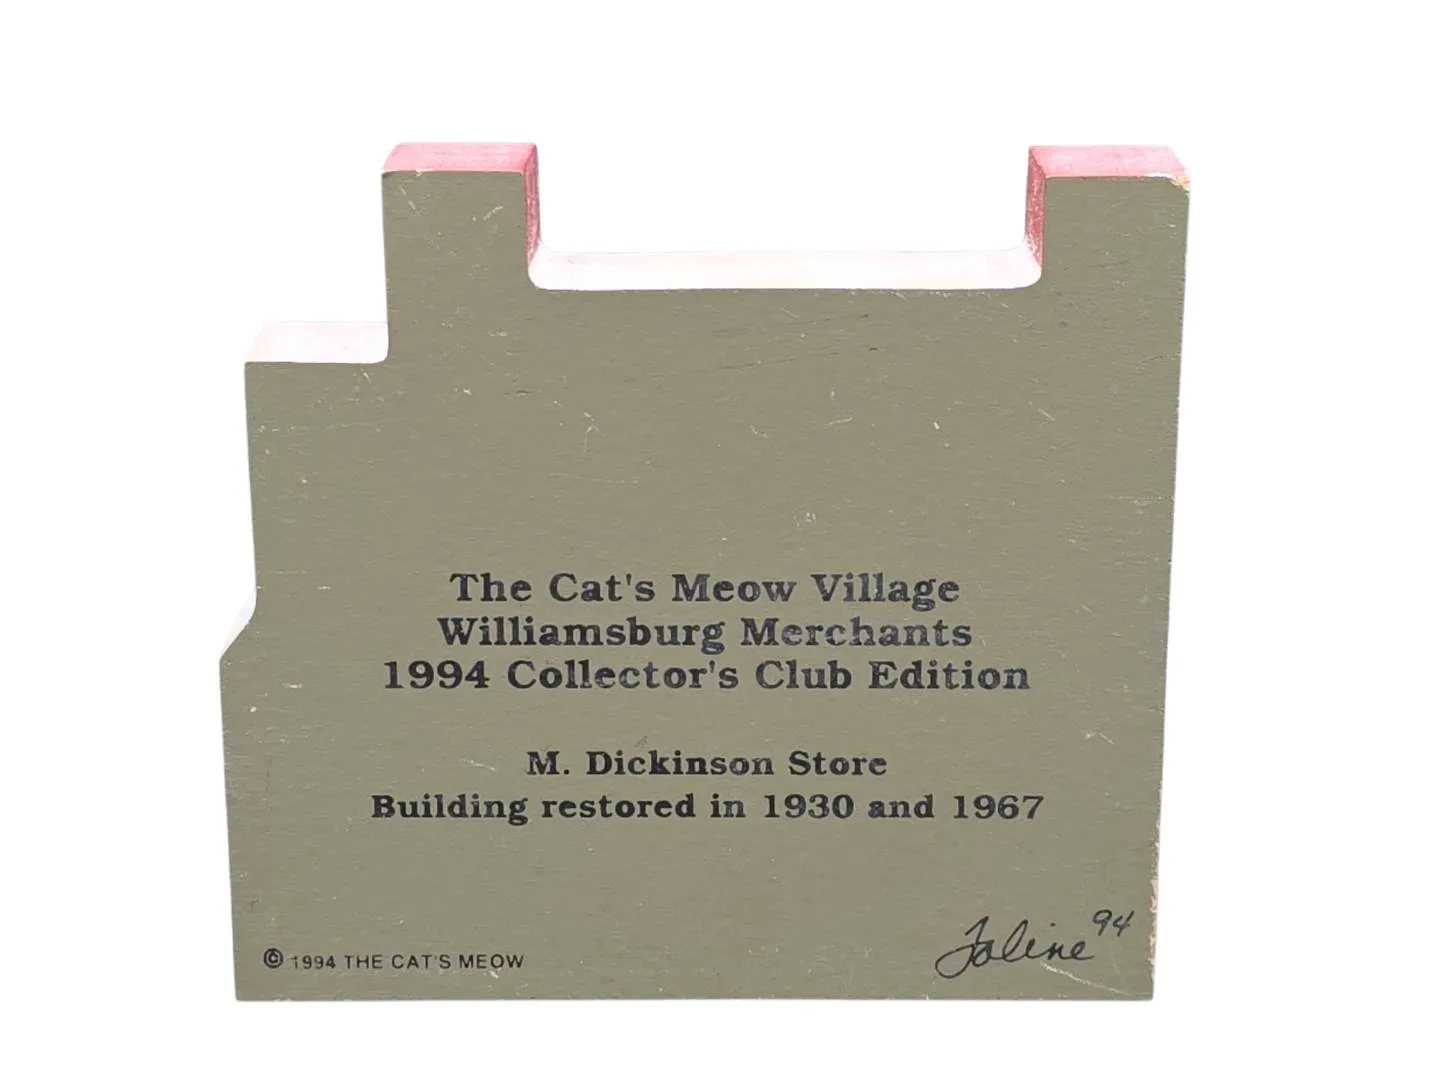 The Cat's Meow Village
Williamsburg Merchants
1994 Collector's Club Edition
M. Dickinson Store
Building restored in 1930 and 1967
© 1994 THE CAT'S MEOW
Faline 94